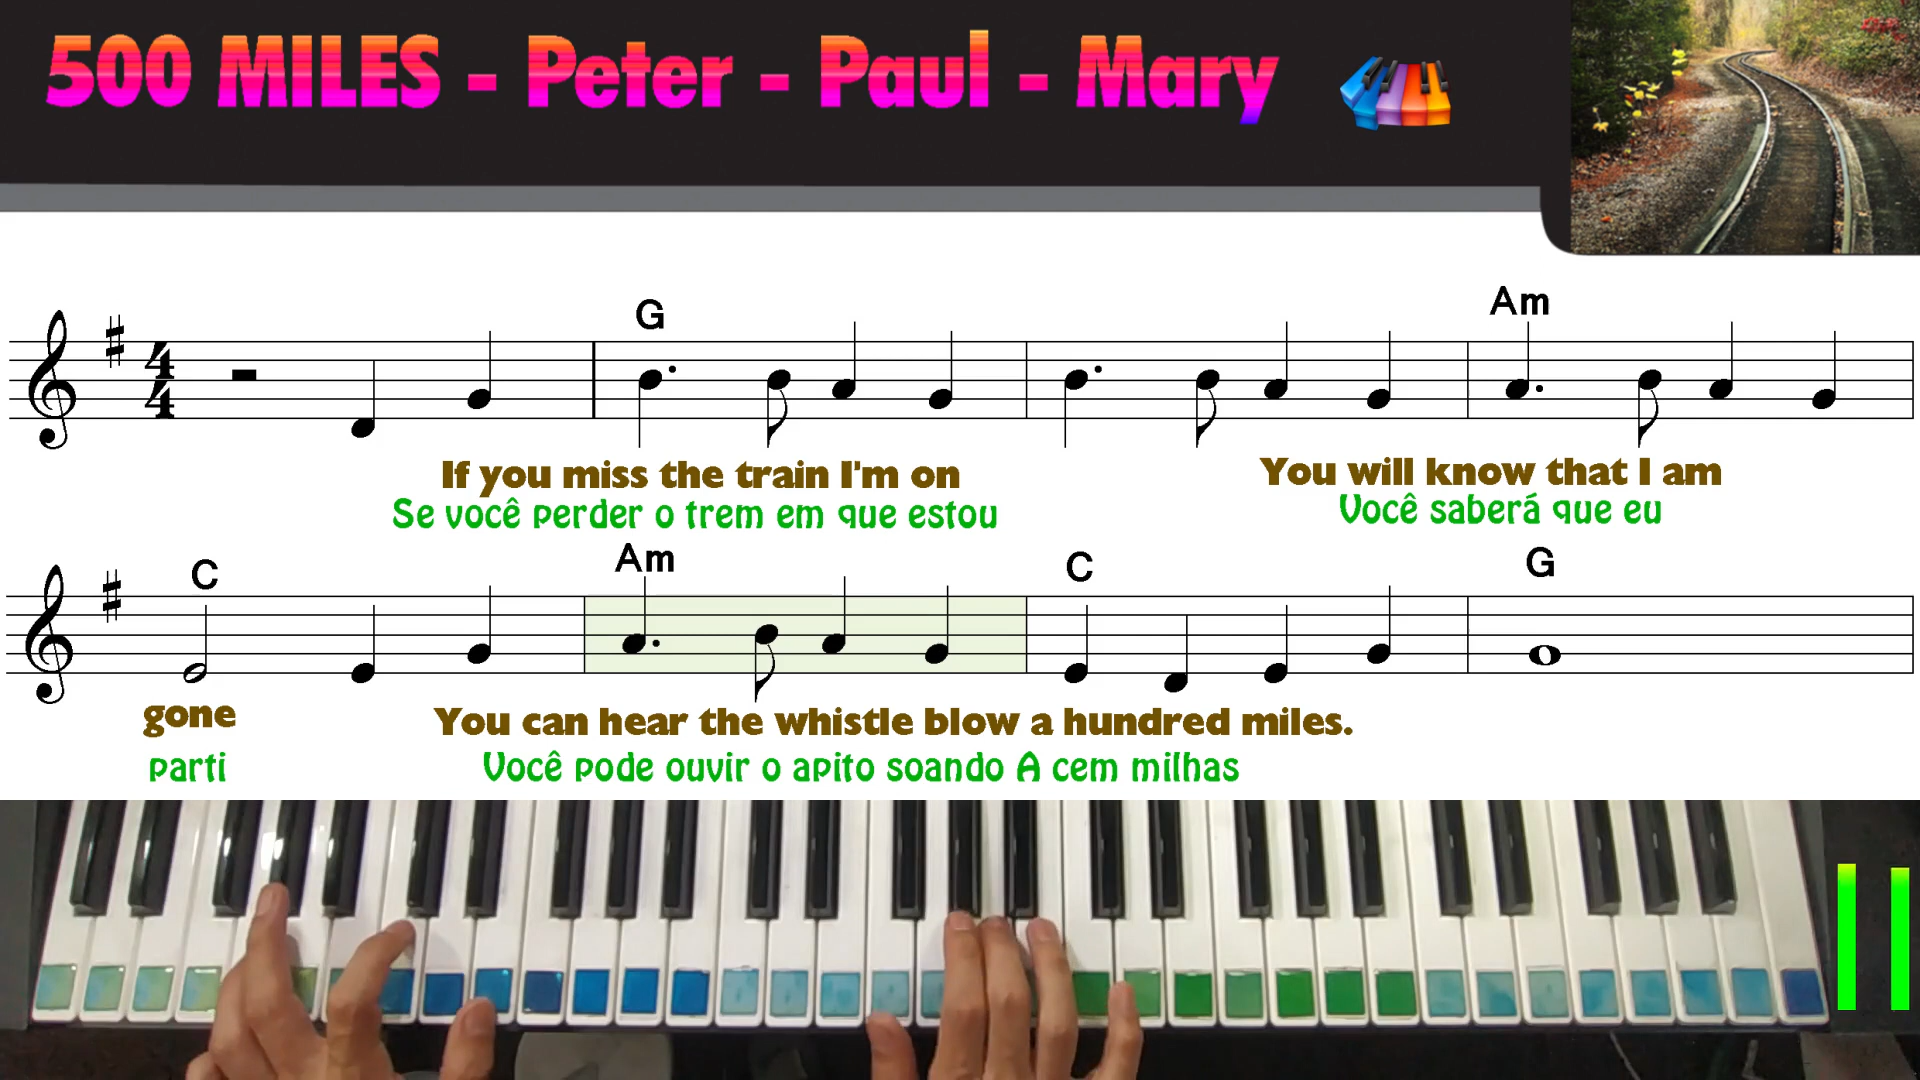 500 MILES - Peter - Paul - Mary
G
Am
4
4
If you miss the train I'm on
You will know that I am
Se você perder o trem em que estou
Você saberá que eu
C
Am
C
G
gone
You can hear the whistle blow a hundred miles.
parti
Você pode ouvir o apito soando A cem milhas